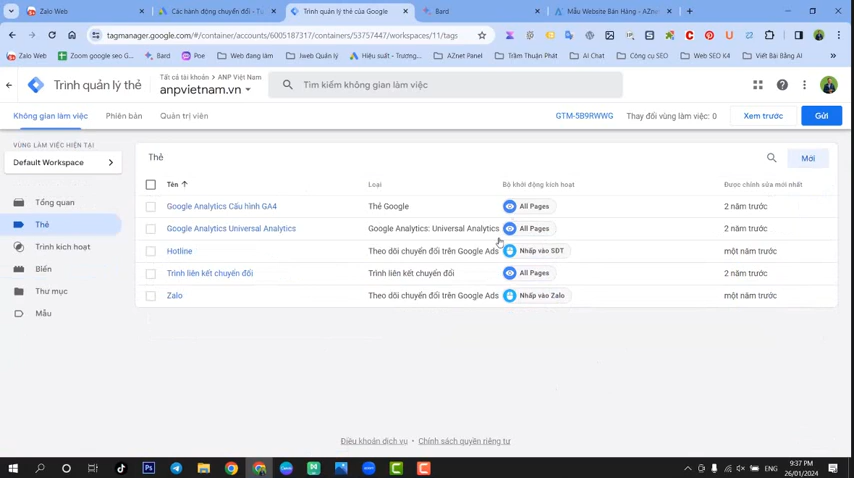 Zalo Web
Các hành động chuyển đổi - Tu
Trình quản lý thẻ của Google
Bard
Mẫu Website Bán Hàng - AZnet
tagmanager.google.com/#/container/accounts/6005187317/containers/53757447/workspaces/11/tags
Zalo Web
Zoom google seo G...
Bard
Poe
Web đang làm
Iweb Quản lý
Hiệu suất - Trương...
AZnet Panel
Trầm Thuận Phát
AI Chat
Công cụ SEO
Web SEO K4
Viết Bài Bằng AI
Trình quản lý thẻ
Tất cả tài khoản > ANP Việt Nam
anpvietnam.vn
Tìm kiếm không gian làm việc
Không gian làm việc
Phiên bản
Quản trị viên
GTM-5B9RWWG
Thay đổi vùng làm việc: 0
Xem trước
Gửi
VÙNG LÀM VIỆC HIỆN TẠI
Default Workspace
Tổng quan
Thẻ
Trình kích hoạt
Biến
Thư mục
Mẫu
Thẻ
Mới
Tên
Loại
Bộ khởi động kích hoạt
Được chỉnh sửa mới nhất
Google Analytics Cấu hình GA4
Thẻ Google
All Pages
2 năm trước
Google Analytics Universal Analytics
Google Analytics: Universal Analytics
All Pages
2 năm trước
Hotline
Theo dõi chuyển đổi trên Google Ads
Nhấp vào SĐT
một năm trước
Trình liên kết chuyển đổi
Trình liên kết chuyển đổi
All Pages
2 năm trước
Zalo
Theo dõi chuyển đổi trên Google Ads
Nhấp vào Zalo
một năm trước
Điều khoản dịch vụ
Chính sách quyền riêng tư
ENG
9:37 PM
26/01/2024